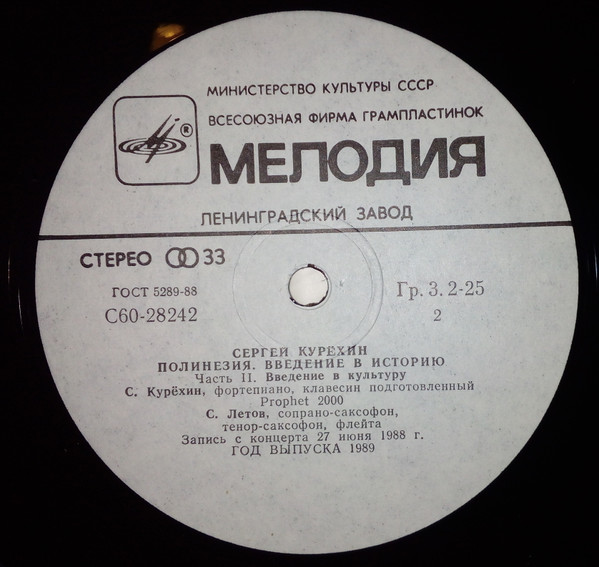 МИНИСТЕРСТВО КУЛЬТУРЫ СССР
ВСЕСОЮЗНАЯ ФИРМА ГРАМПЛАСТИНОК
®
МЕЛОДИЯ
ЛЕНИНГРАДСКИЙ ЗАВОД
СТЕРЕО 33
ГОСТ 5289-88
С60-28242
Гр. 3. 2-25
2
СЕРГЕЙ КУРЁХИН
ПОЛИНЕЗИЯ. ВВЕДЕНИЕ В ИСТОРИЮ
Часть II. Введение в культуру
С. Курёхин, фортепиано, клавесин подготовленный
Prophet 2000
С. Летов, сопрано-саксофон,
тенор-саксофон, флейта
Запись с концерта 27 июня 1988 г.
ГОД ВЫПУСКА 1989